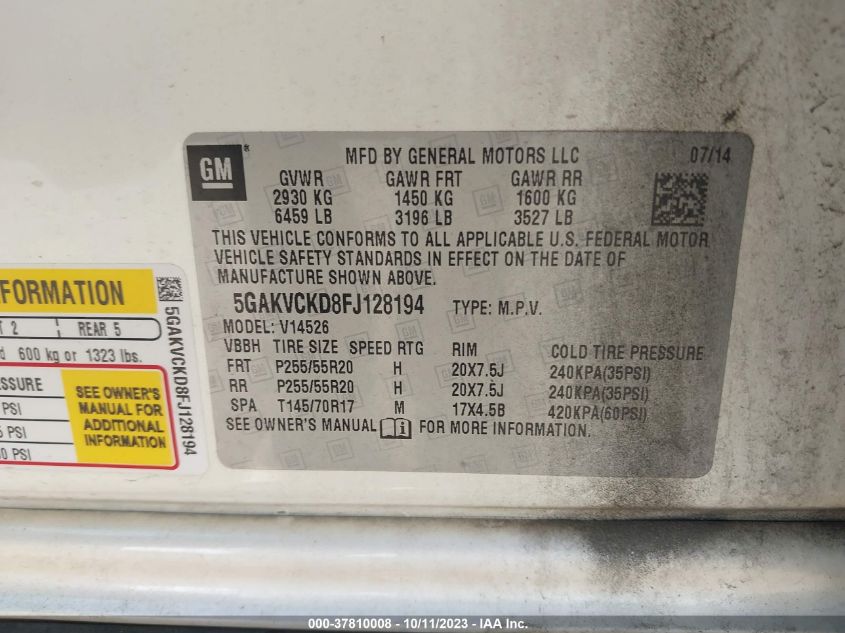 GM
MFD BY GENERAL MOTORS LLC 07/14
GVWR GAWR FRT GAWR RR
2930 KG 1450 KG 1600 KG
6459 LB 3196 LB 3527 LB
THIS VEHICLE CONFORMS TO ALL APPLICABLE U.S. FEDERAL MOTOR
VEHICLE SAFETY STANDARDS IN EFFECT ON THE DATE OF
MANUFACTURE SHOWN ABOVE.
5GAKVCKD8FJ128194 TYPE: M.P.V.
MODEL: V14526
VBBH TIRE SIZE SPEED RTG RIM COLD TIRE PRESSURE
FRT P255/55R20 H 20X7.5J 240KPA(35PSI)
RR P255/55R20 H 20X7.5J 240KPA(35PSI)
SPA T145/70R17 M 17X4.5B 420KPA(60PSI)
SEE OWNER'S MANUAL FOR MORE INFORMATION.
FORMATION
2 REAR 5
600 kg or 1323 lbs.
PSI
PSI
PSI
SEE OWNER'S
MANUAL FOR
ADDITIONAL
INFORMATION
5GAKVCKD8FJ128194
000-37810008 - 10/11/2023 - IAA Inc.